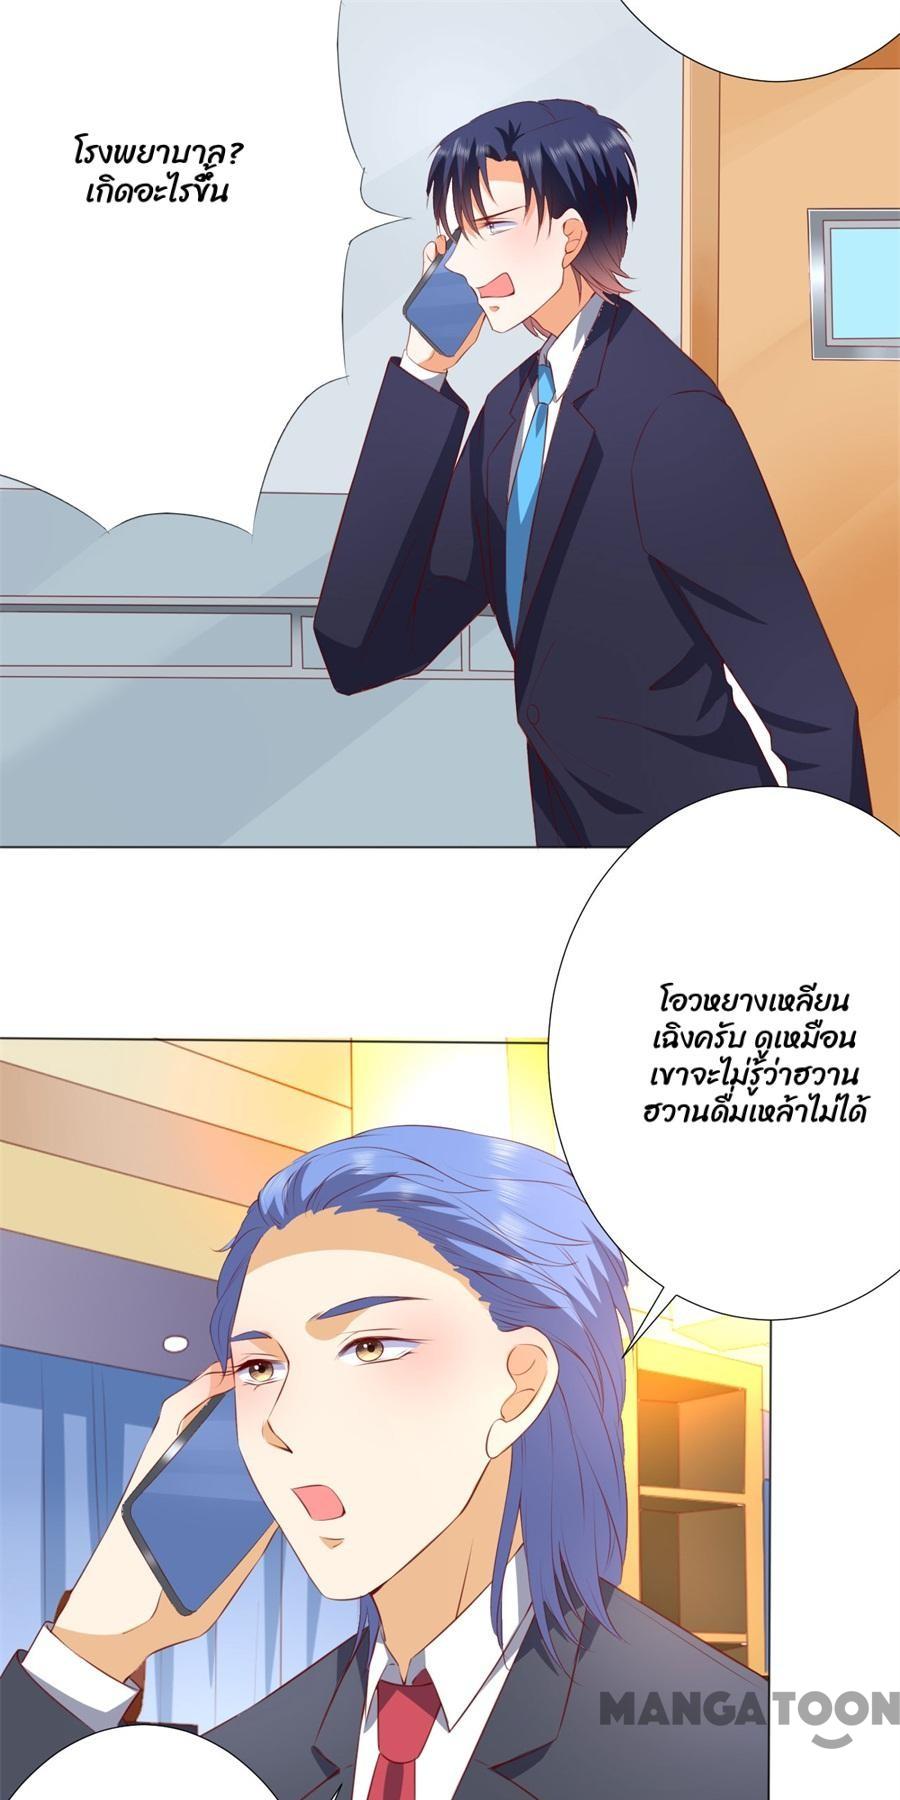 โรงพยาบาล?
เกิดอะไรขึ้น
โอวหยางเหลียน
เฉิงครับ ดูเหมือน
เขาจะไม่รู้ว่าฮวาน
ฮวานดื่มเหล้าไม่ได้
MANGATOON